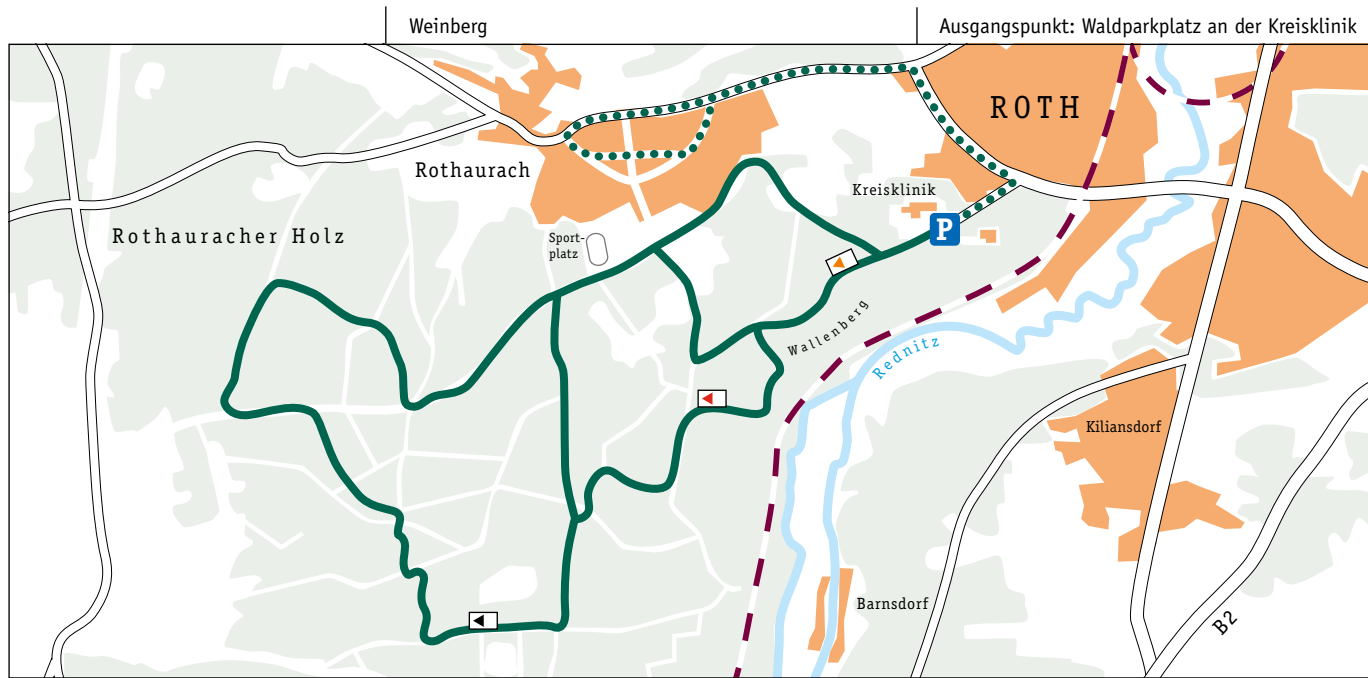 Weinberg
Ausgangspunkt: Waldparkplatz an der Kreisklinik
ROTH
Rothaurach
Kreisklinik
P
Rothauracher Holz
Sport-
platz
Wallenberg
Rednitz
Kiliansdorf
Barnsdorf
B2